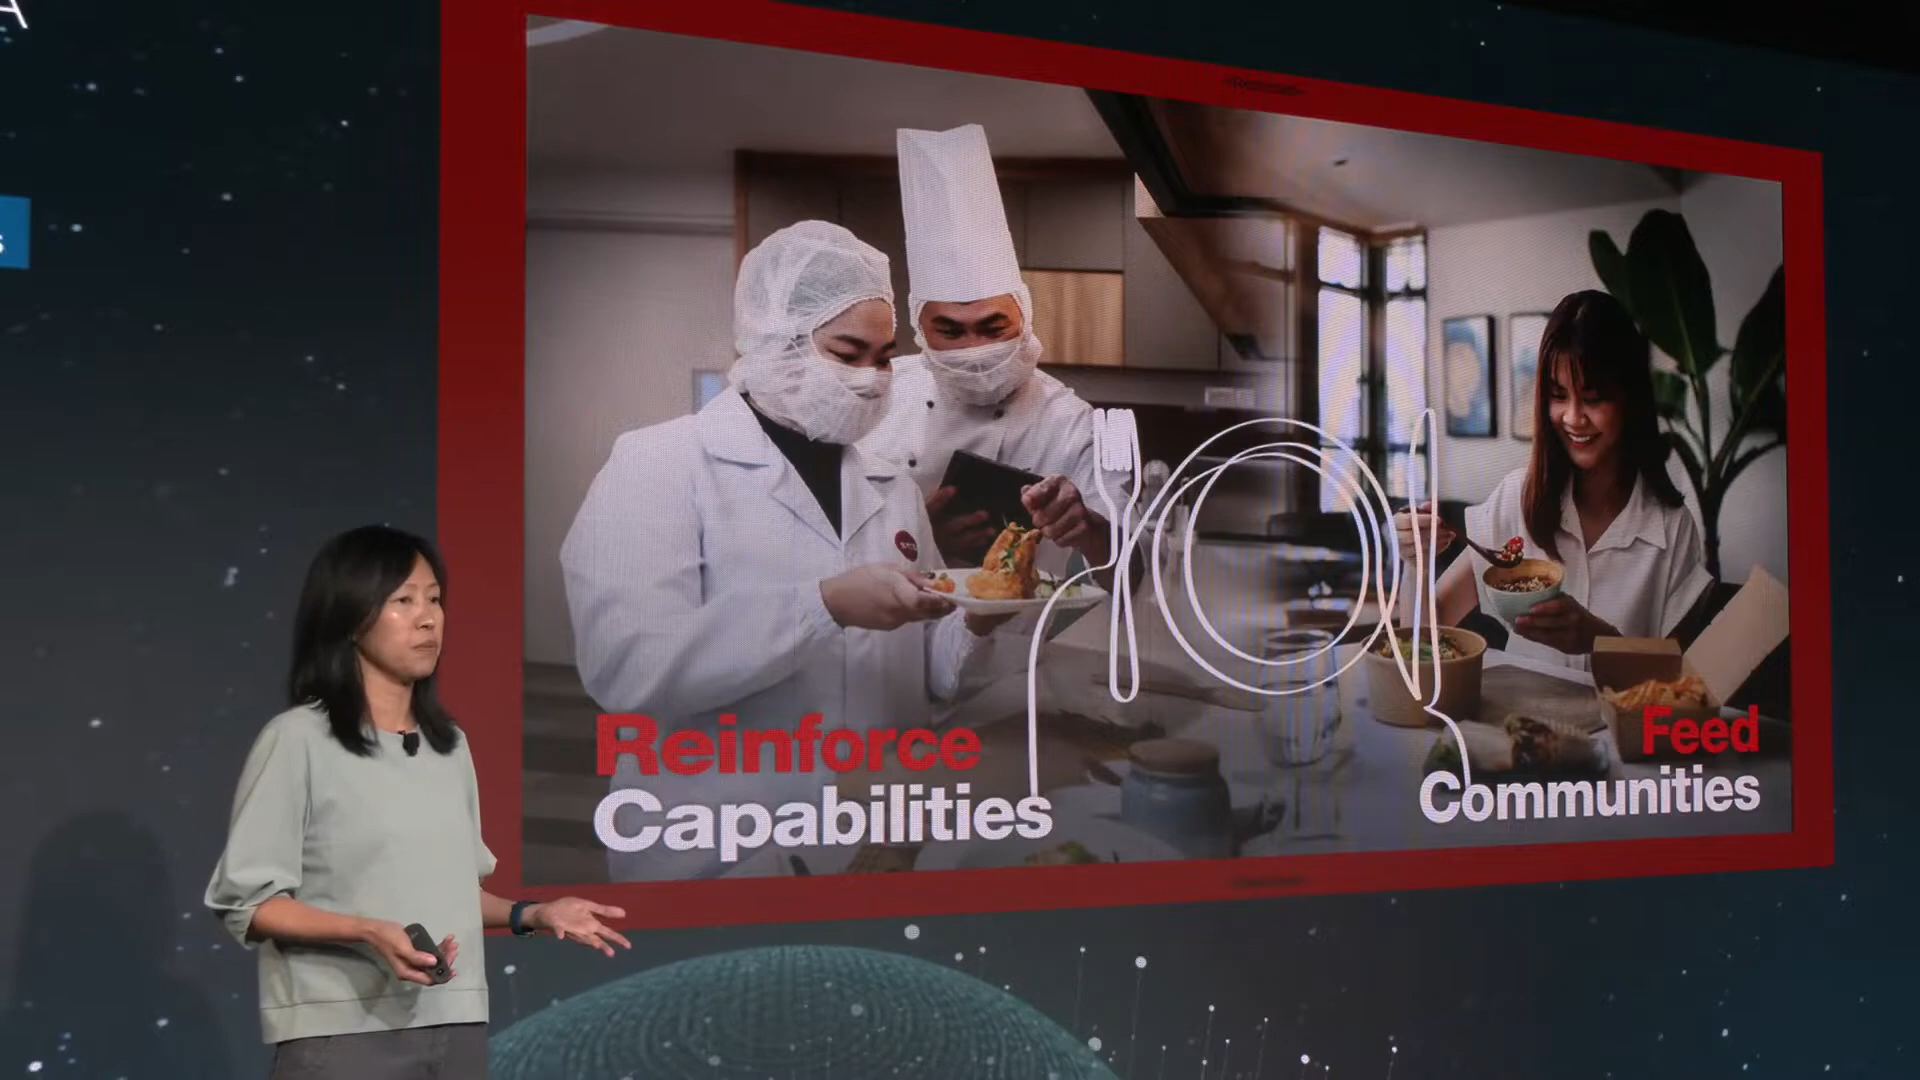 A
s
Reinforce
Capabilities
Feed
Communities